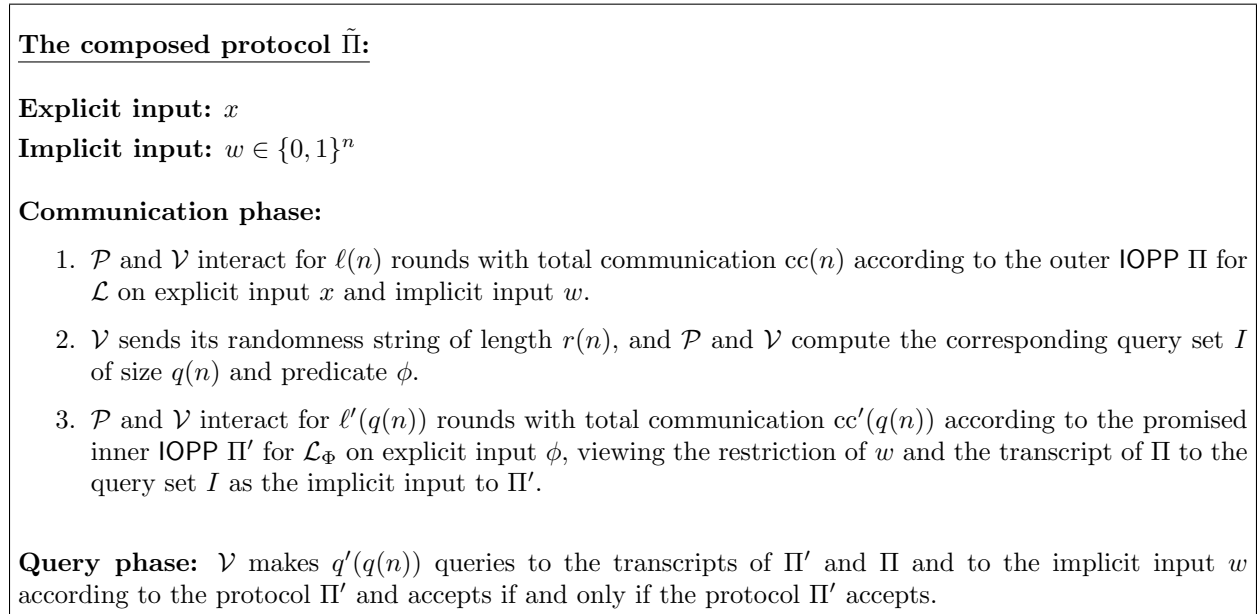 The composed protocol Π̃:
Explicit input: x
Implicit input: w ∈ {0, 1}ⁿ
Communication phase:
1. 𝒫 and 𝒱 interact for ℓ(n) rounds with total communication cc(n) according to the outer IOPP Π for
ℒ on explicit input x and implicit input w.
2. 𝒱 sends its randomness string of length r(n), and 𝒫 and 𝒱 compute the corresponding query set I
of size q(n) and predicate ϕ.
3. 𝒫 and 𝒱 interact for ℓ′(q(n)) rounds with total communication cc′(q(n)) according to the promised
inner IOPP Π′ for ℒ_Φ on explicit input ϕ, viewing the restriction of w and the transcript of Π to the
query set I as the implicit input to Π′.
Query phase: 𝒱 makes q′(q(n)) queries to the transcripts of Π′ and Π and to the implicit input w
according to the protocol Π′ and accepts if and only if the protocol Π′ accepts.